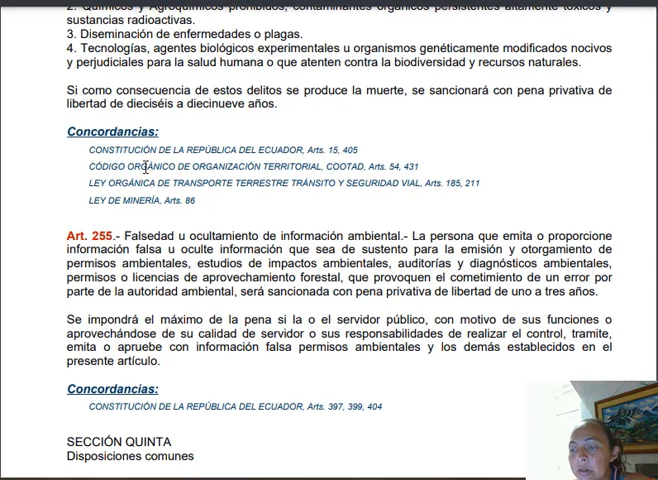 2. Químicos y Agroquímicos prohibidos, contaminantes orgánicos persistentes altamente tóxicos y
sustancias radioactivas.
3. Diseminación de enfermedades o plagas.
4. Tecnologías, agentes biológicos experimentales u organismos genéticamente modificados nocivos
y perjudiciales para la salud humana o que atenten contra la biodiversidad y recursos naturales.
Si como consecuencia de estos delitos se produce la muerte, se sancionará con pena privativa de
libertad de dieciséis a diecinueve años.
Concordancias:
CONSTITUCIÓN DE LA REPÚBLICA DEL ECUADOR, Arts. 15, 405
CÓDIGO ORGÁNICO DE ORGANIZACIÓN TERRITORIAL, COOTAD, Arts. 54, 431
LEY ORGÁNICA DE TRANSPORTE TERRESTRE TRÁNSITO Y SEGURIDAD VIAL, Arts. 185, 211
LEY DE MINERÍA, Arts. 86
Art. 255.- Falsedad u ocultamiento de información ambiental.- La persona que emita o proporcione
información falsa u oculte información que sea de sustento para la emisión y otorgamiento de
permisos ambientales, estudios de impactos ambientales, auditorías y diagnósticos ambientales,
permisos o licencias de aprovechamiento forestal, que provoquen el cometimiento de un error por
parte de la autoridad ambiental, será sancionada con pena privativa de libertad de uno a tres años.
Se impondrá el máximo de la pena si la o el servidor público, con motivo de sus funciones o
aprovechándose de su calidad de servidor o sus responsabilidades de realizar el control, tramite,
emita o apruebe con información falsa permisos ambientales y los demás establecidos en el
presente artículo.
Concordancias:
CONSTITUCIÓN DE LA REPÚBLICA DEL ECUADOR, Arts. 397, 399, 404
SECCIÓN QUINTA
Disposiciones comunes